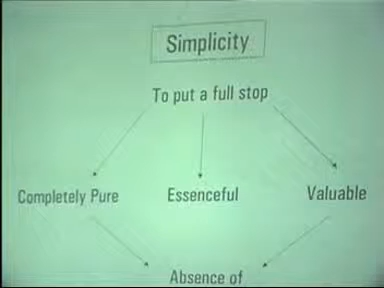 Simplicity
To put a full stop
Completely Pure Essenceful Valuable
Absence of